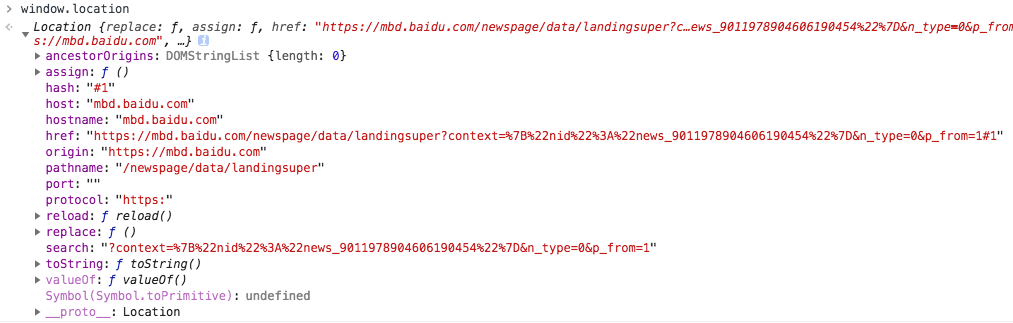 window.location
Location {replace: ƒ, assign: ƒ, href: "https://mbd.baidu.com/newspage/data/landingsuper?c…ews_9011978904606190454%22%7D&n_type=0&p_from
s://mbd.baidu.com", …} i
ancestorOrigins: DOMStringList {length: 0}
assign: ƒ ()
hash: "#1"
host: "mbd.baidu.com"
hostname: "mbd.baidu.com"
href: "https://mbd.baidu.com/newspage/data/landingsuper?context=%7B%22nid%22%3A%22news_9011978904606190454%22%7D&n_type=0&p_from=1#1"
origin: "https://mbd.baidu.com"
pathname: "/newspage/data/landingsuper"
port: ""
protocol: "https:"
reload: ƒ reload()
replace: ƒ ()
search: "?context=%7B%22nid%22%3A%22news_9011978904606190454%22%7D&n_type=0&p_from=1"
toString: ƒ toString()
valueOf: ƒ valueOf()
Symbol(Symbol.toPrimitive): undefined
__proto__: Location